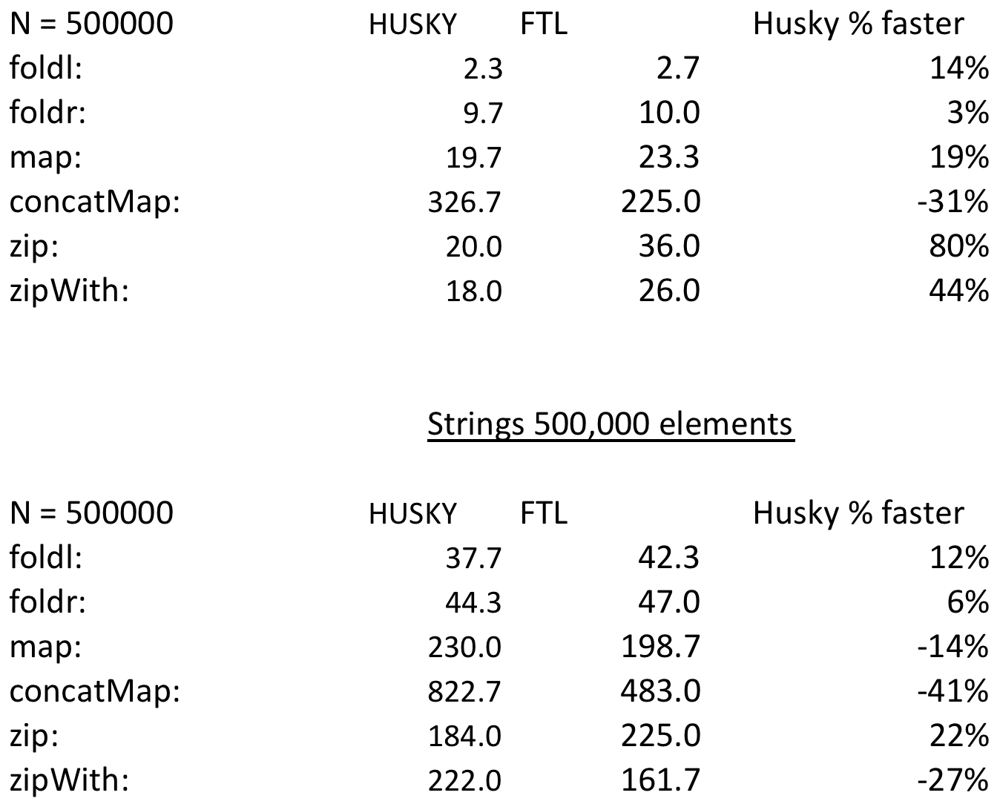 N = 500000 HUSKY FTL Husky % faster
foldl: 2.3 2.7 14%
foldr: 9.7 10.0 3%
map: 19.7 23.3 19%
concatMap: 326.7 225.0 -31%
zip: 20.0 36.0 80%
zipWith: 18.0 26.0 44%
Strings 500,000 elements
N = 500000 HUSKY FTL Husky % faster
foldl: 37.7 42.3 12%
foldr: 44.3 47.0 6%
map: 230.0 198.7 -14%
concatMap: 822.7 483.0 -41%
zip: 184.0 225.0 22%
zipWith: 222.0 161.7 -27%